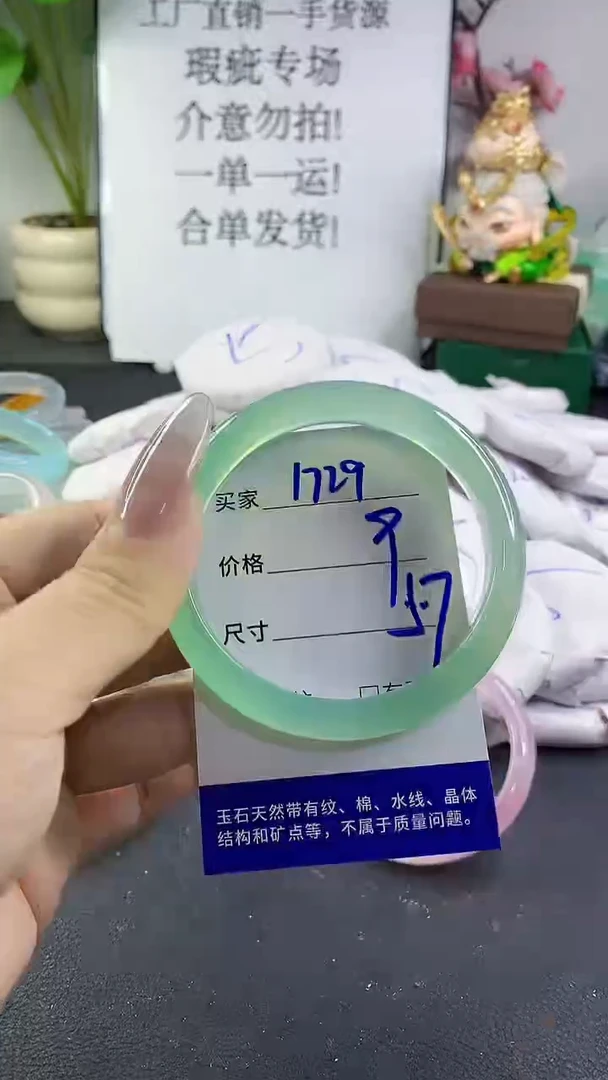 工厂直销一手货源
瑕疵专场
介意勿拍!
一单一运!
合单发货!
买家 1729
价格 9
尺寸 57
玉石天然带有纹、棉、水线、晶体
结构和矿点等，不属于质量问题。